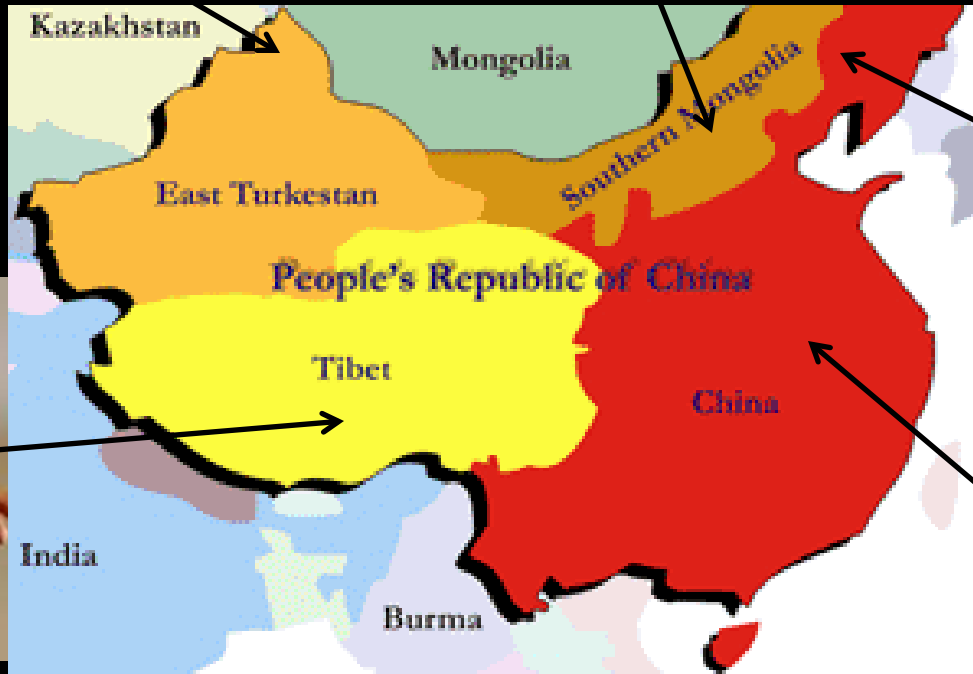 Kazakhstan
Mongolia
Southern Mongolia
East Turkestan
People's Republic of China
Tibet
China
India
Burma